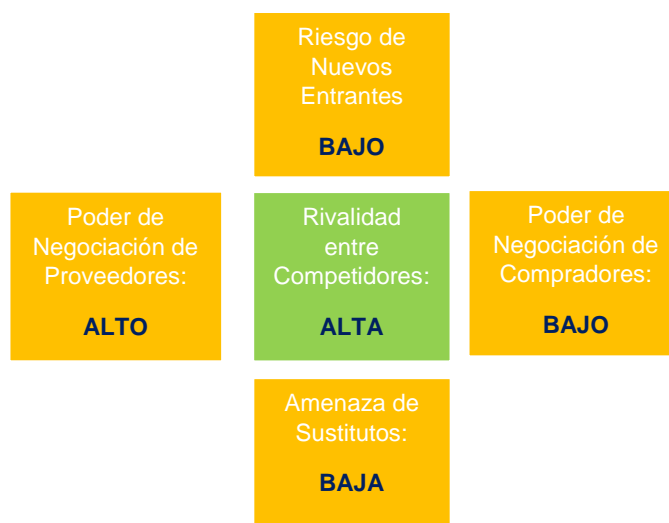 Riesgo de
Nuevos
Entrantes
BAJO
Poder de
Negociación de
Proveedores:
ALTO
Rivalidad
entre
Competidores:
ALTA
Poder de
Negociación de
Compradores:
BAJO
Amenaza de
Sustitutos:
BAJA